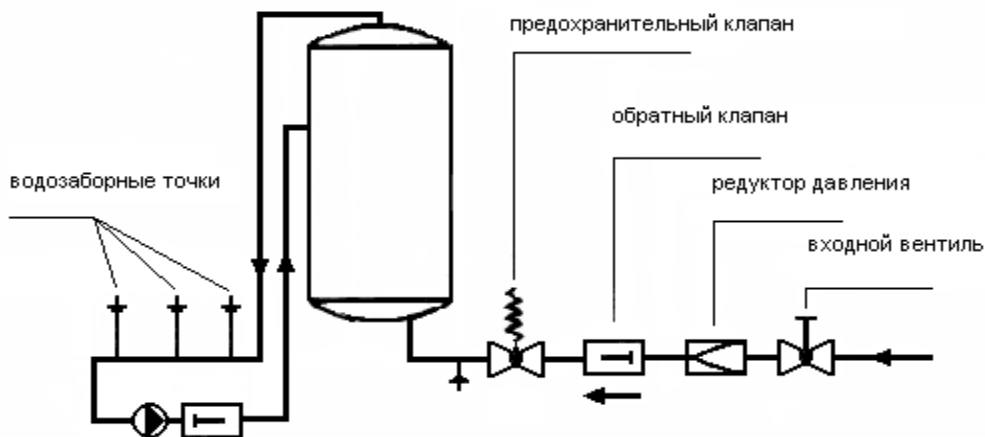 предохранительный клапан
обратный клапан
водозаборные точки
редуктор давления
входной вентиль